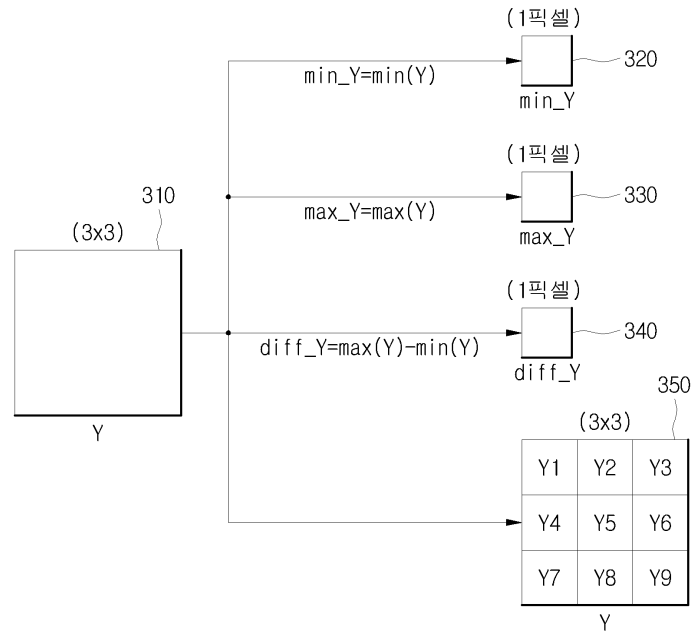 (1픽셀)
320
min_Y=min(Y)
min_Y
(1픽셀)
310
330
max_Y=max(Y)
(3x3)
max_Y
(1픽셀)
340
diff_Y=max(Y)-min(Y)
diff_Y
350
(3x3)
Y
Y1 Y2 Y3
Y4 Y5 Y6
Y7 Y8 Y9
Y